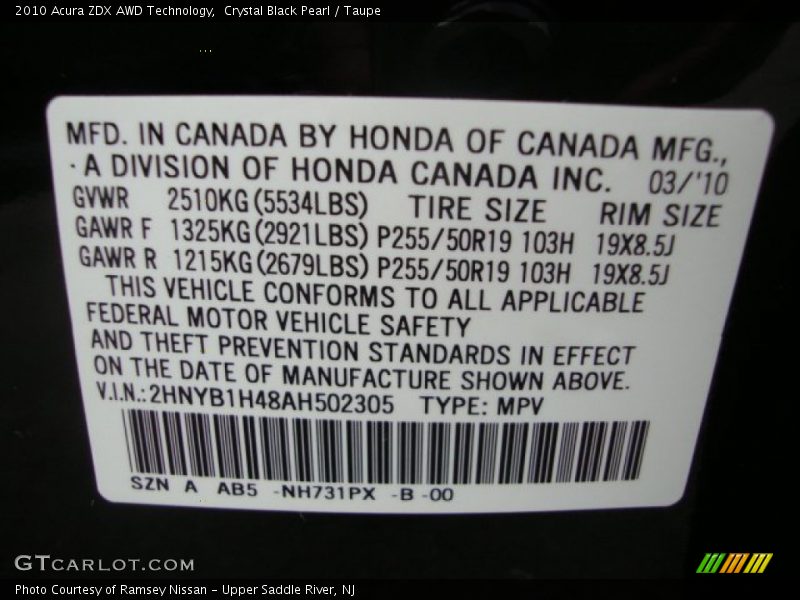 2010 Acura ZDX AWD Technology,  Crystal Black Pearl / Taupe
...
MFD. IN CANADA BY HONDA OF CANADA MFG.,
A DIVISION OF HONDA CANADA INC. 03/'10
GVWR 2510KG(5534LBS) TIRE SIZE RIM SIZE
GAWR F 1325KG(2921LBS) P255/50R19 103H 19X8.5J
GAWR R 1215KG(2679LBS) P255/50R19 103H 19X8.5J
THIS VEHICLE CONFORMS TO ALL APPLICABLE
FEDERAL MOTOR VEHICLE SAFETY
AND THEFT PREVENTION STANDARDS IN EFFECT
ON THE DATE OF MANUFACTURE SHOWN ABOVE.
V.I.N.:2HNYB1H48AH502305 TYPE: MPV
SZN A AB5 -NH731PX -B -00
GTCARLOT.COM
Photo Courtesy of Ramsey Nissan - Upper Saddle River, NJ